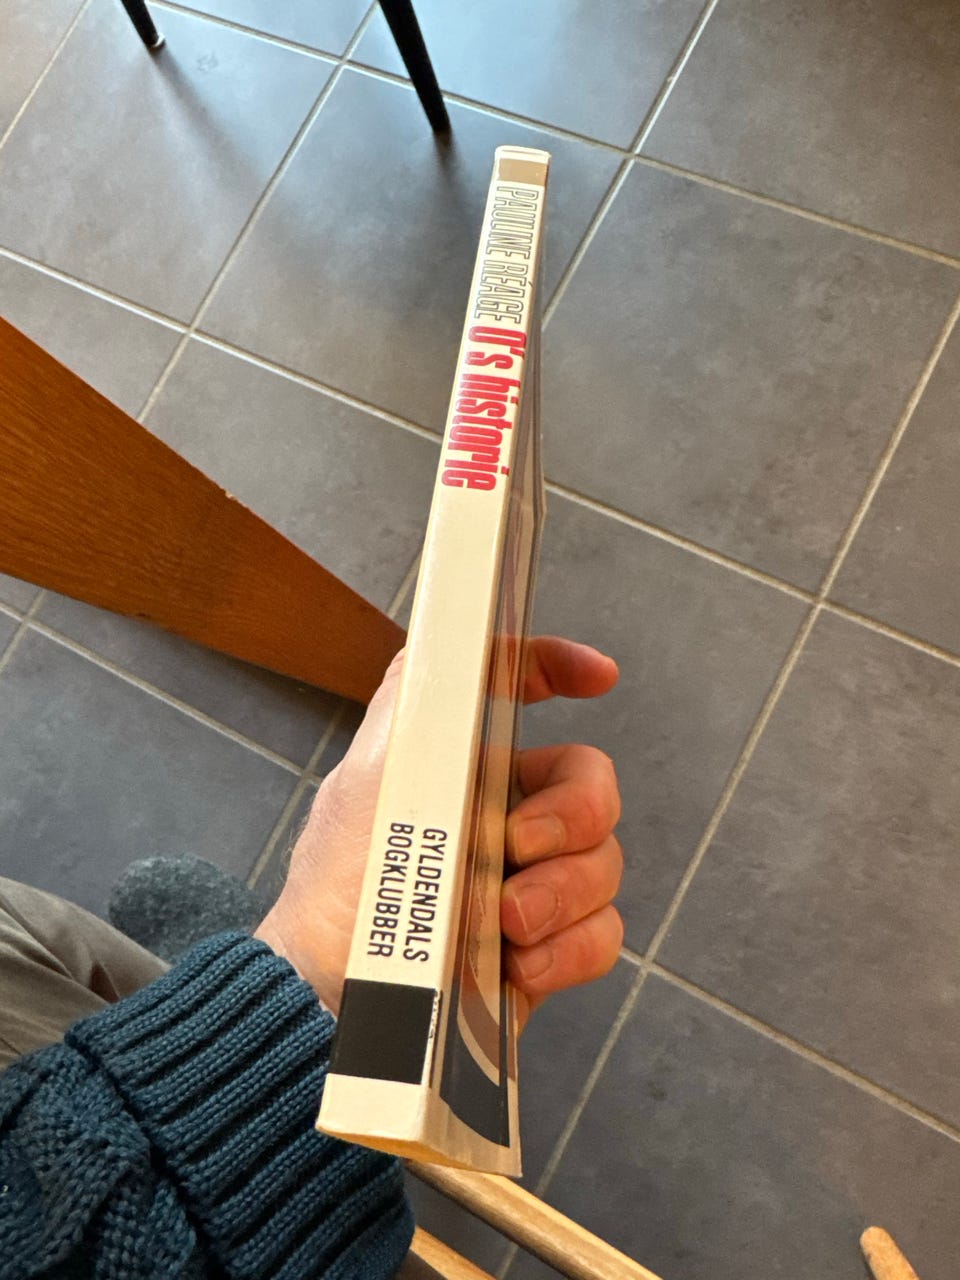 PAULINE RÉAGE O's historie
GYLDENDALS
BOGKLUBBER